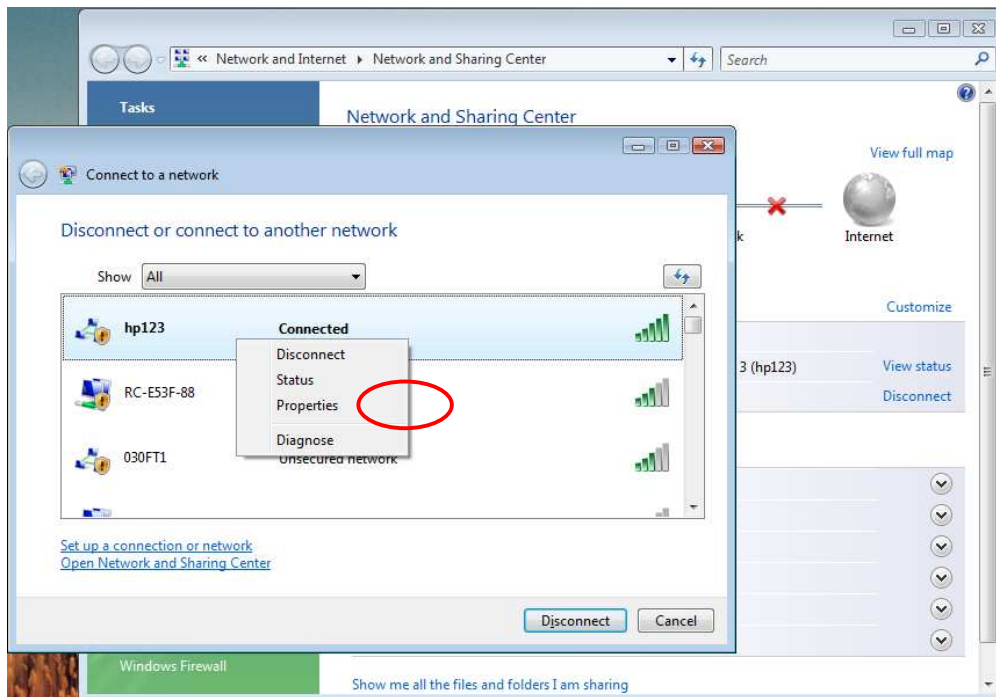 « Network and Internet ▸ Network and Sharing Center
Search
Tasks
Network and Sharing Center
View full map
Connect to a network
Disconnect or connect to another network
k
Internet
Show All
Customize
hp123 Connected
Disconnect
Status
3 (hp123) View status
RC-E53F-88
Properties
Disconnect
Diagnose
030FT1 Unsecured network
Set up a connection or network
Open Network and Sharing Center
Disconnect Cancel
Windows Firewall
Show me all the files and folders I am sharing